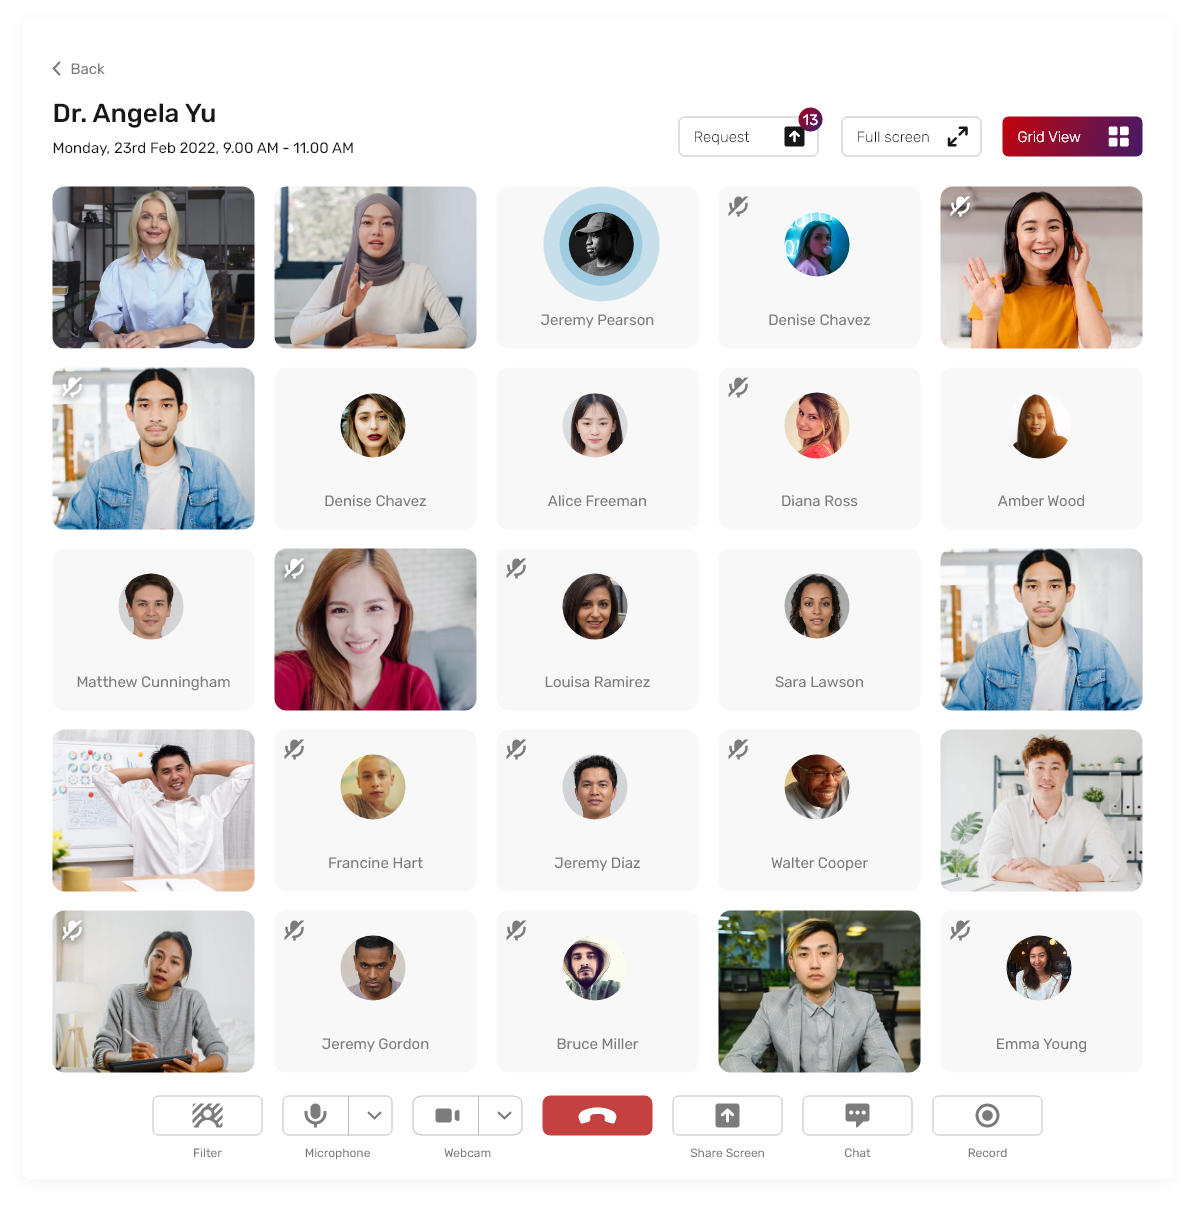 Back
Dr. Angela Yu
Monday, 23rd Feb 2022, 9.00 AM - 11.00 AM
Request
13
Full screen
Grid View
Jeremy Pearson
Denise Chavez
Denise Chavez
Alice Freeman
Diana Ross
Amber Wood
Matthew Cunningham
Louisa Ramirez
Sara Lawson
Francine Hart
Jeremy Diaz
Walter Cooper
Jeremy Gordon
Bruce Miller
Emma Young
Filter
Microphone
Webcam
Share Screen
Chat
Record